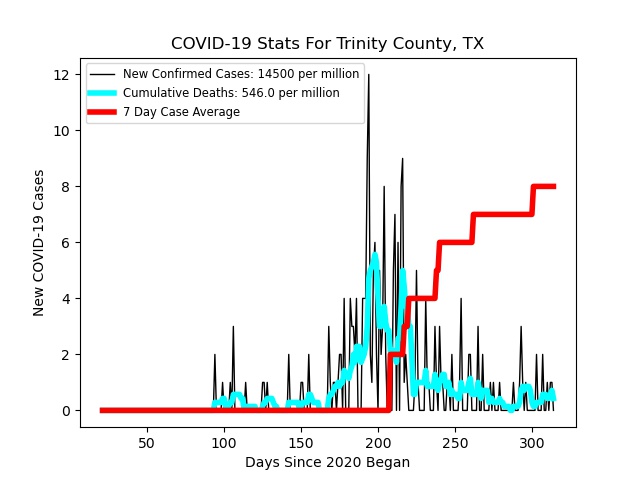 COVID-19 Stats For Trinity County, TX
New Confirmed Cases: 14500 per million
Cumulative Deaths: 546.0 per million
7 Day Case Average
12
10
8
6
4
2
0
New COVID-19 Cases
50 100 150 200 250 300
Days Since 2020 Began